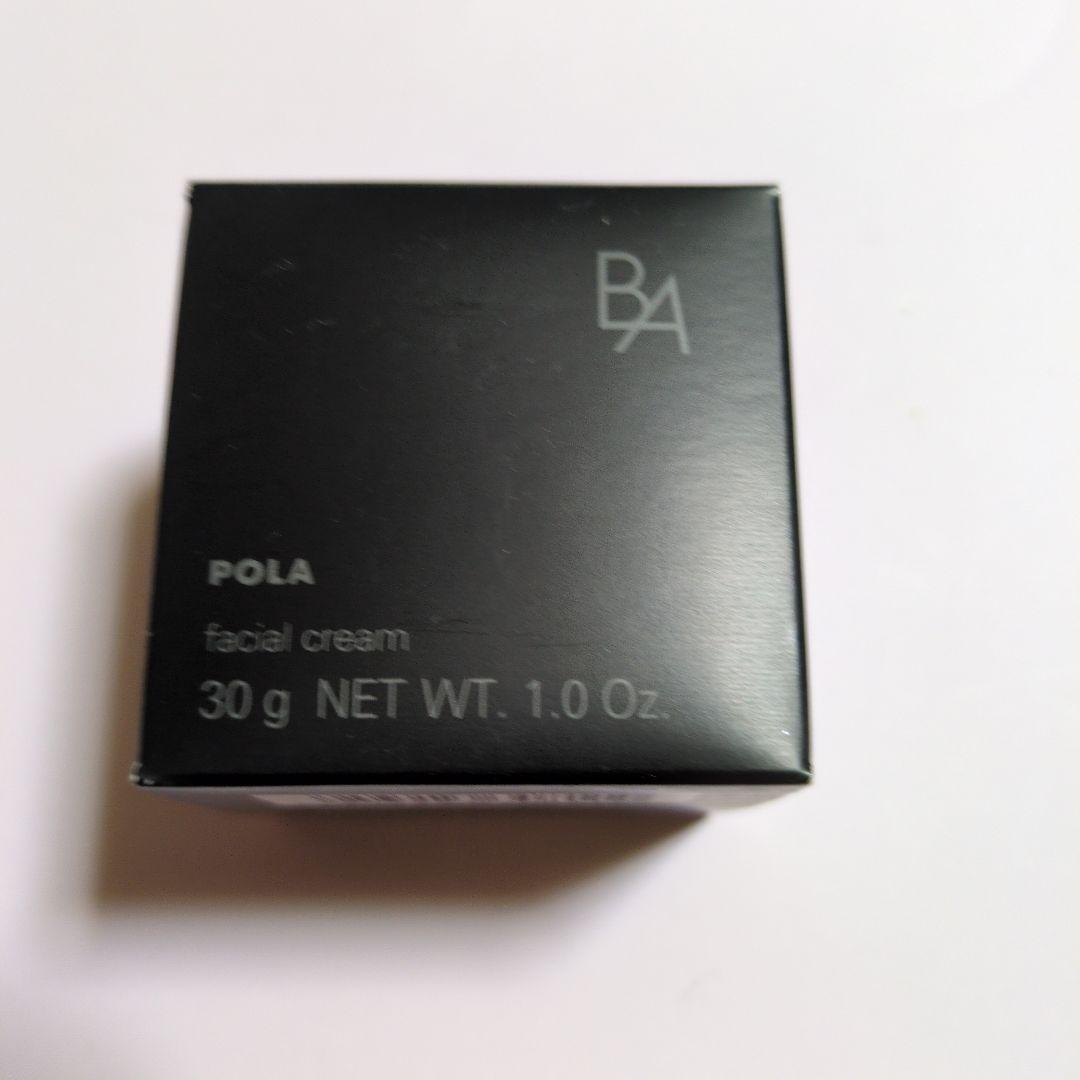 BA
POLA
facial cream
30 g NET WT. 1.0 Oz.